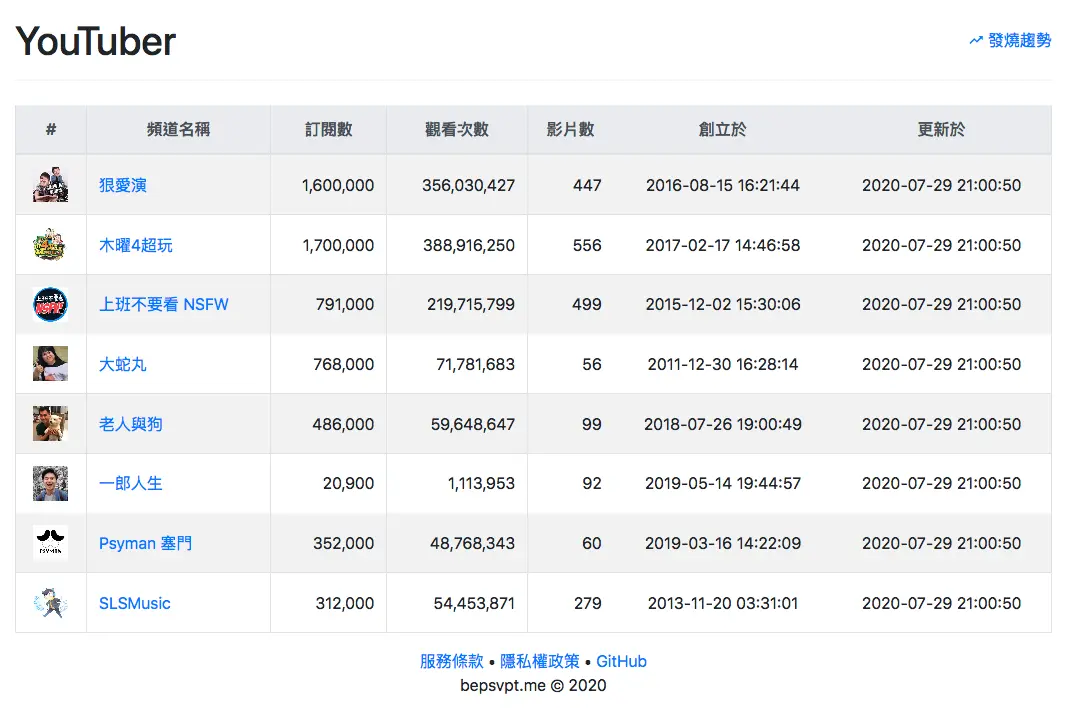 YouTuber
發燒趨勢
# 頻道名稱 訂閱數 觀看次數 影片數 創立於 更新於
狠愛演 1,600,000 356,030,427 447 2016-08-15 16:21:44 2020-07-29 21:00:50
木曜4超玩 1,700,000 388,916,250 556 2017-02-17 14:46:58 2020-07-29 21:00:50
上班不要看 NSFW 791,000 219,715,799 499 2015-12-02 15:30:06 2020-07-29 21:00:50
大蛇丸 768,000 71,781,683 56 2011-12-30 16:28:14 2020-07-29 21:00:50
老人與狗 486,000 59,648,647 99 2018-07-26 19:00:49 2020-07-29 21:00:50
一郎人生 20,900 1,113,953 92 2019-05-14 19:44:57 2020-07-29 21:00:50
PSYMAN Psyman 塞門 352,000 48,768,343 60 2019-03-16 14:22:09 2020-07-29 21:00:50
SLSMusic 312,000 54,453,871 279 2013-11-20 03:31:01 2020-07-29 21:00:50
服務條款 • 隱私權政策 • GitHub
bepsvpt.me © 2020